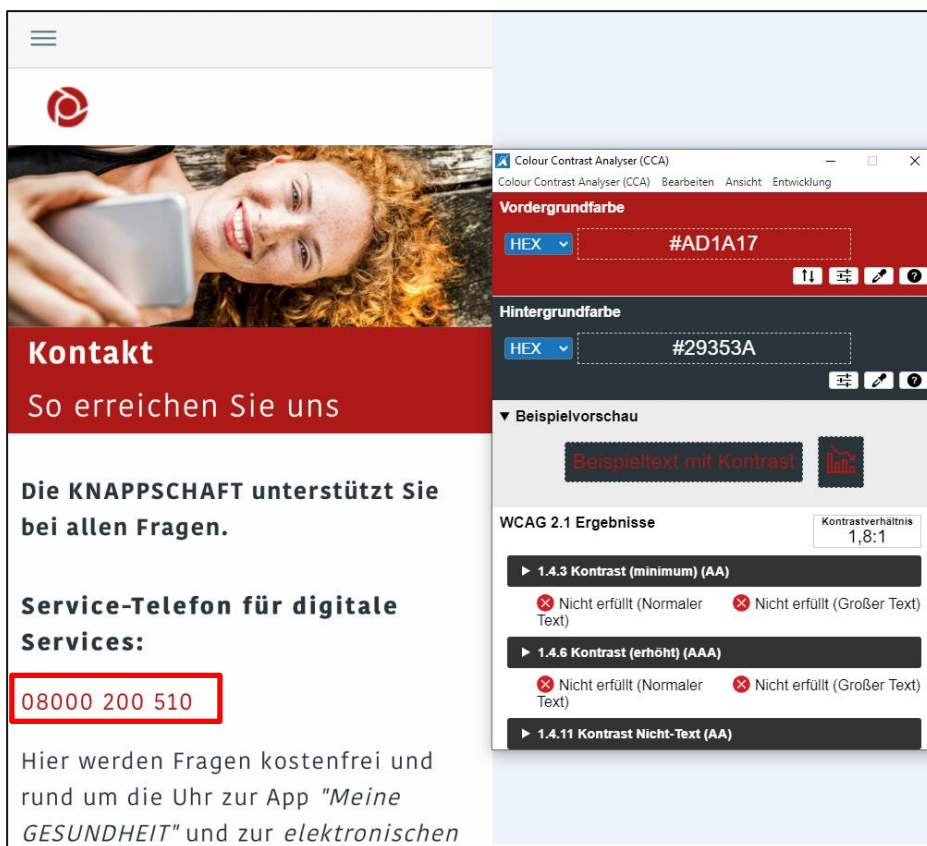 Kontakt
So erreichen Sie uns
Die KNAPPSCHAFT unterstützt Sie
bei allen Fragen.
Service-Telefon für digitale
Services:
08000 200 510
Hier werden Fragen kostenfrei und
rund um die Uhr zur App "Meine
GESUNDHEIT" und zur elektronischen
Colour Contrast Analyser (CCA)
Colour Contrast Analyser (CCA) Bearbeiten Ansicht Entwicklung
Vordergrundfarbe
HEX #AD1A17
Hintergrundfarbe
HEX #29353A
Beispielvorschau
Beispieltext mit Kontrast
WCAG 2.1 Ergebnisse
Kontrastverhältnis
1,8:1
1.4.3 Kontrast (minimum) (AA)
Nicht erfüllt (Normaler Nicht erfüllt (Großer Text)
Text)
1.4.6 Kontrast (erhöht) (AAA)
Nicht erfüllt (Normaler Nicht erfüllt (Großer Text)
Text)
1.4.11 Kontrast Nicht-Text (AA)